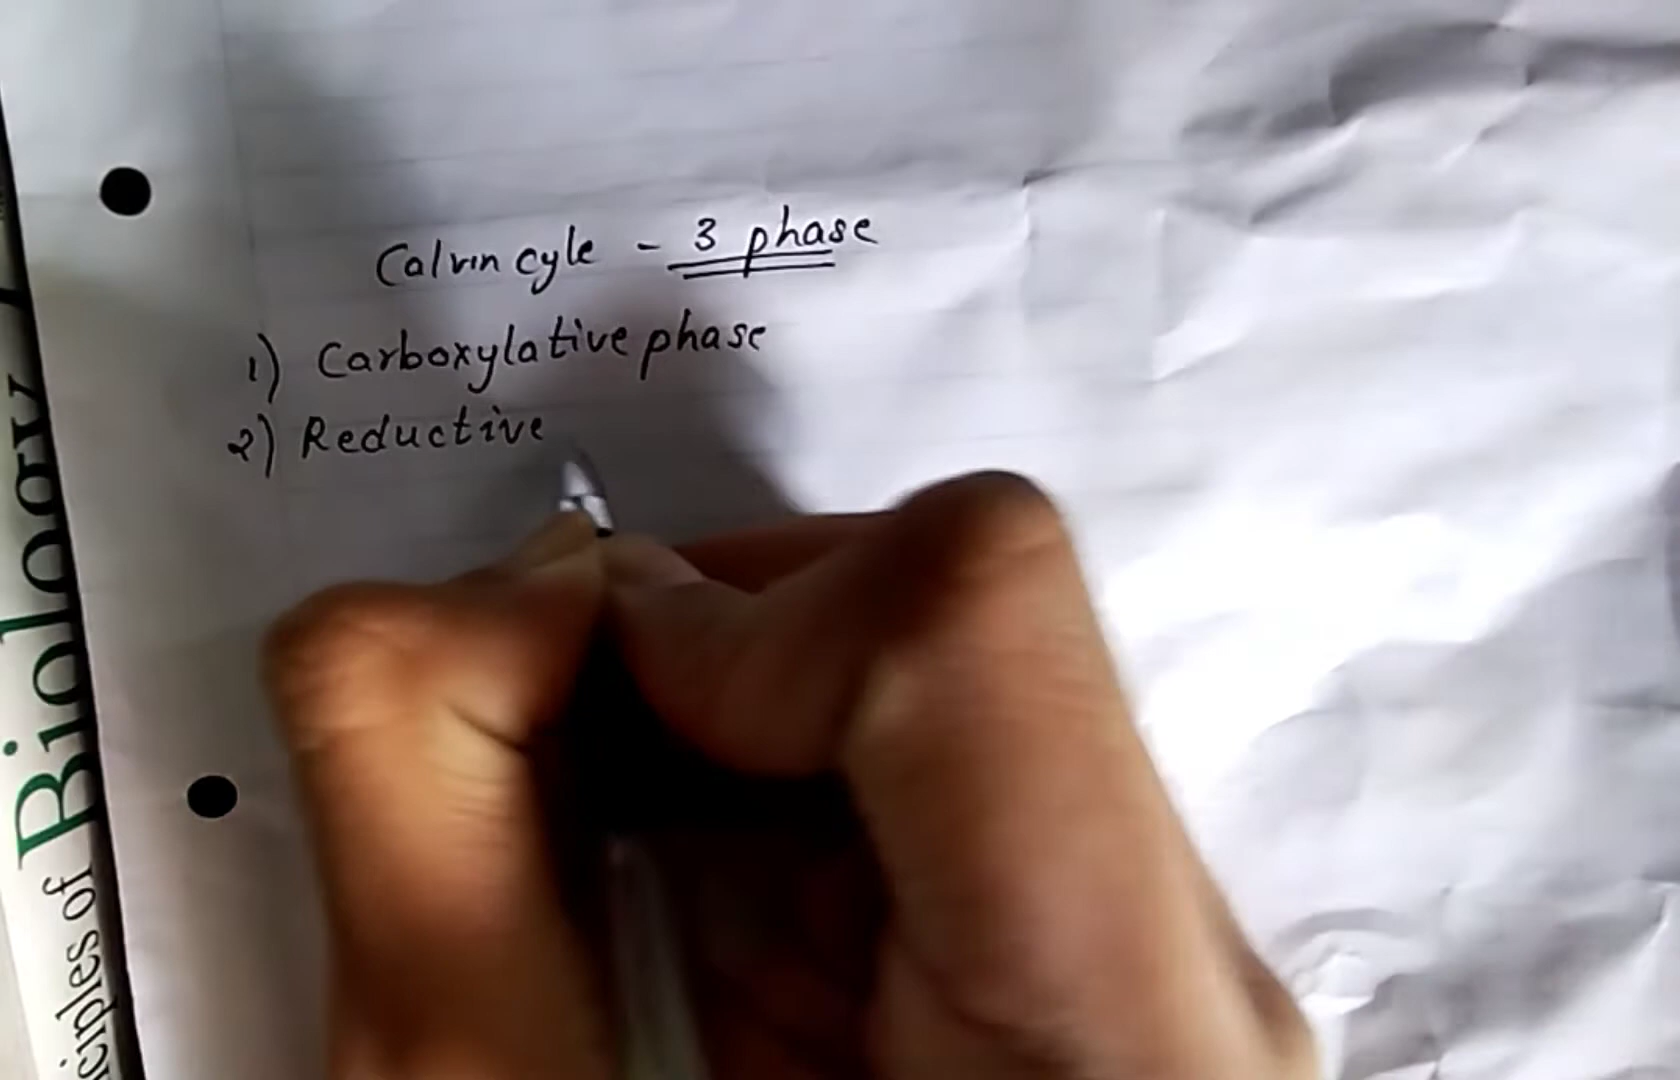 Calvin cyle - 3 phase
1) Carboxylative phase
2) Reductive
Biology
ciples of